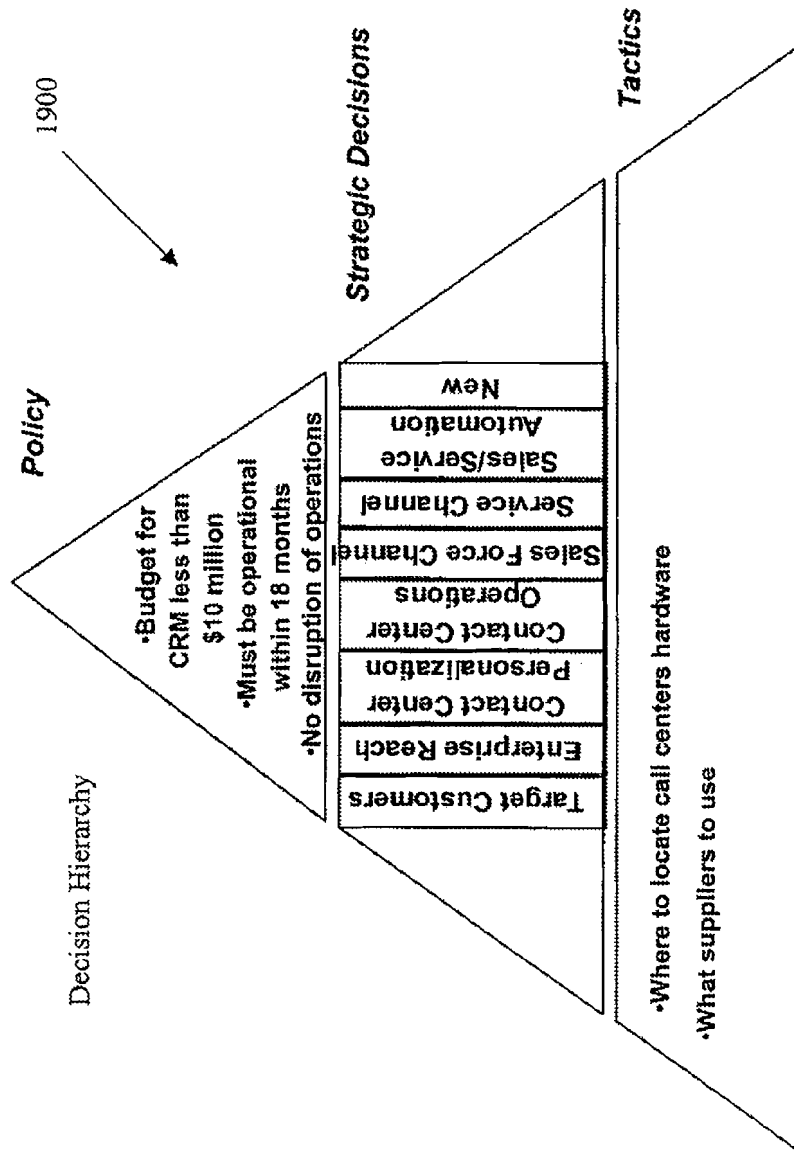 Decision Hierarchy
1900
Policy
•Budget for
CRM less than
$10 million
•Must be operational
within 18 months
•No disruption of operations
Strategic Decisions
Target Customers
Enterprise Reach
Contact Center
Personalization
Contact Center
Operations
Sales Force Channel
Service Channel
Sales/Service
Automation
New
Tactics
•Where to locate call centers hardware
•What suppliers to use